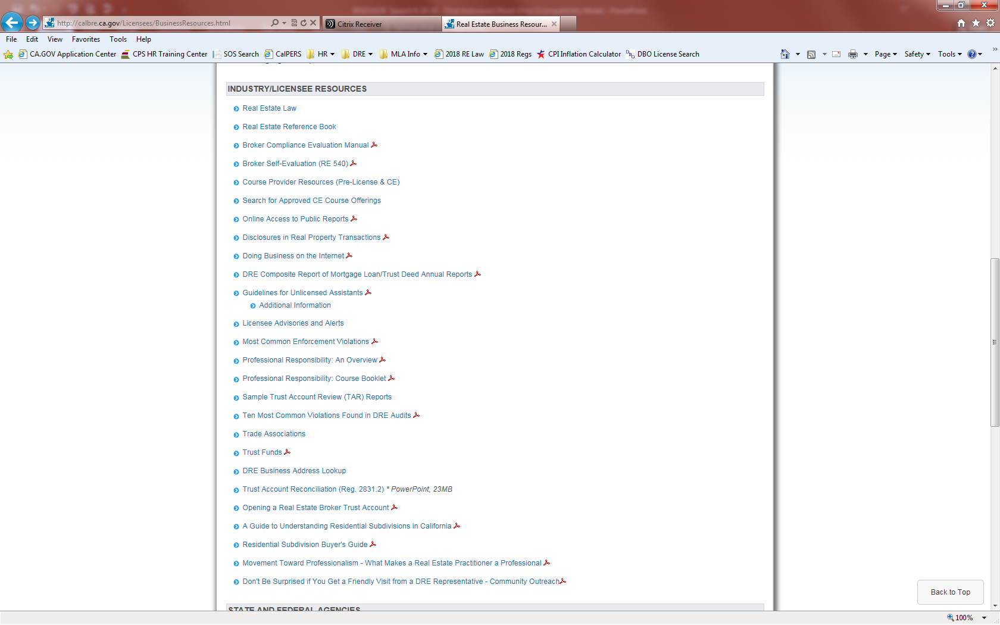 http://calbre.ca.gov/Licensees/BusinessResources.html
Citrix Receiver
Real Estate Business Resour...
File Edit View Favorites Tools Help
CA.GOV Application Center CPS HR Training Center SOS Search CalPERS HR DRE MLA Info 2018 RE Law 2018 Regs CPI Inflation Calculator DBO License Search Page Safety Tools
INDUSTRY/LICENSEE RESOURCES
Real Estate Law
Real Estate Reference Book
Broker Compliance Evaluation Manual
Broker Self-Evaluation (RE 540)
Course Provider Resources (Pre-License & CE)
Search for Approved CE Course Offerings
Online Access to Public Reports
Disclosures in Real Property Transactions
Doing Business on the Internet
DRE Composite Report of Mortgage Loan/Trust Deed Annual Reports
Guidelines for Unlicensed Assistants
Additional Information
Licensee Advisories and Alerts
Most Common Enforcement Violations
Professional Responsibility: An Overview
Professional Responsibility: Course Booklet
Sample Trust Account Review (TAR) Reports
Ten Most Common Violations Found in DRE Audits
Trade Associations
Trust Funds
DRE Business Address Lookup
Trust Account Reconciliation (Reg. 2831.2) * PowerPoint, 23MB
Opening a Real Estate Broker Trust Account
A Guide to Understanding Residential Subdivisions in California
Residential Subdivision Buyer's Guide
Movement Toward Professionalism - What Makes a Real Estate Practitioner a Professional
Don't Be Surprised if You Get a Friendly Visit from a DRE Representative - Community Outreach
Back to Top
STATE AND FEDERAL AGENCIES
100%